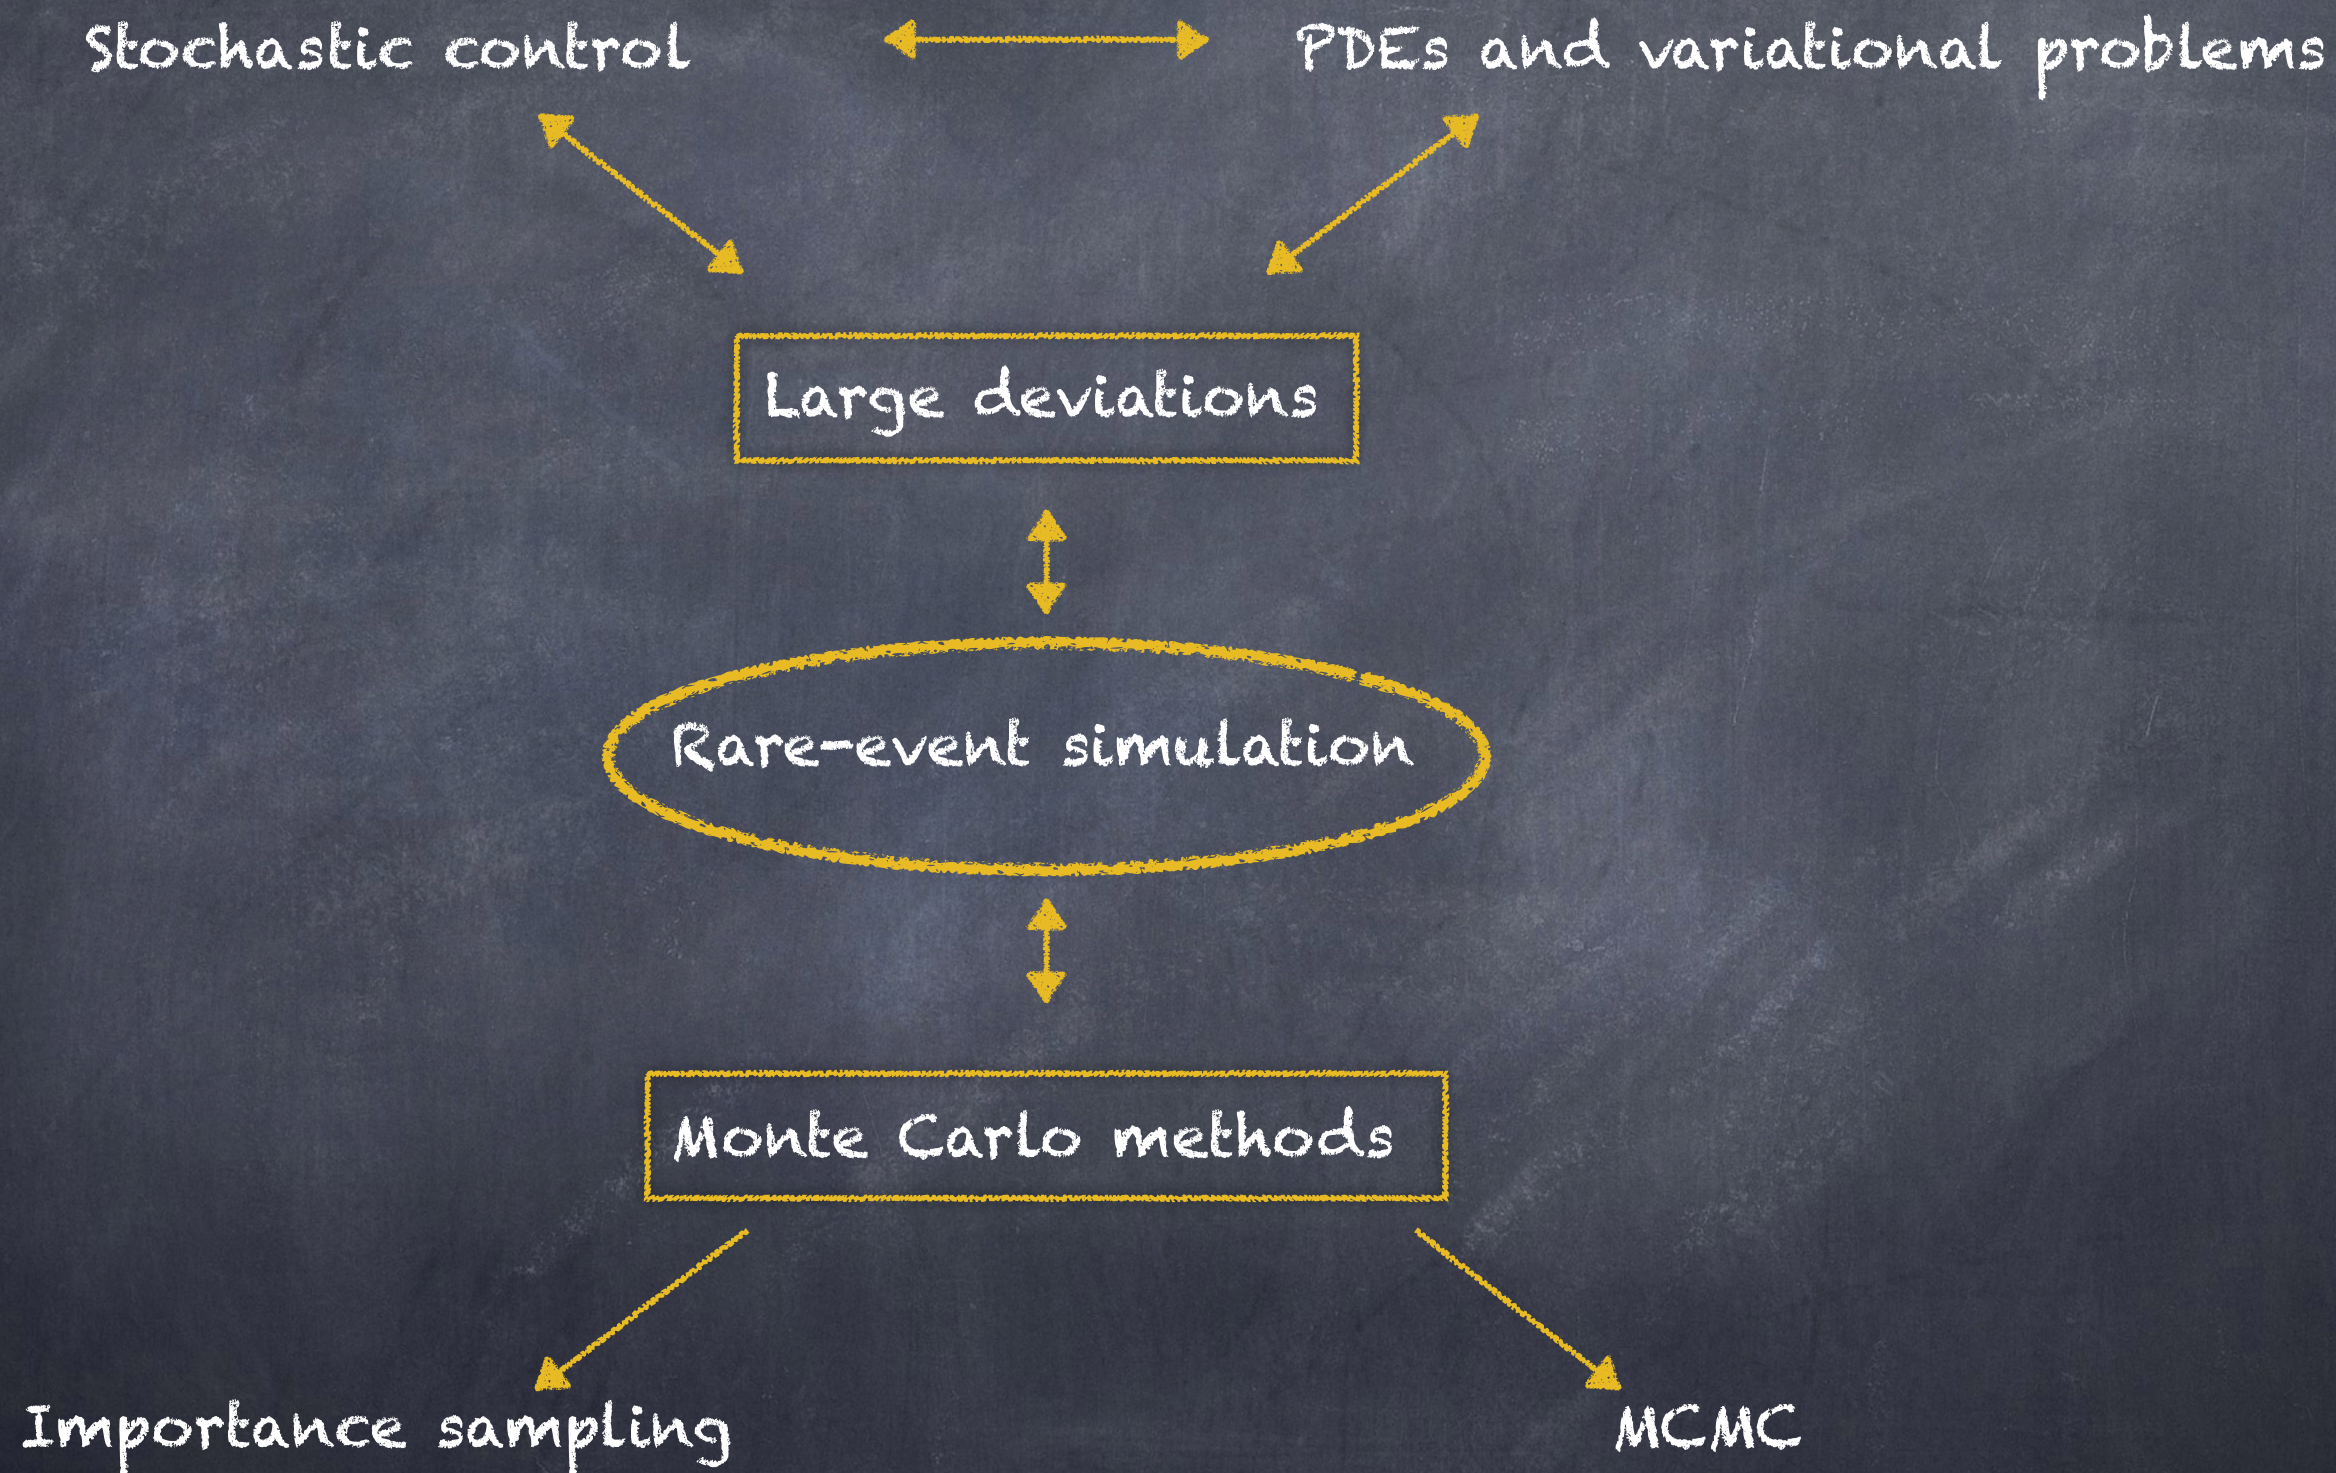 Stochastic control
PDEs and variational problems
Large deviations
Rare-event simulation
Monte Carlo methods
Importance sampling
MCMC